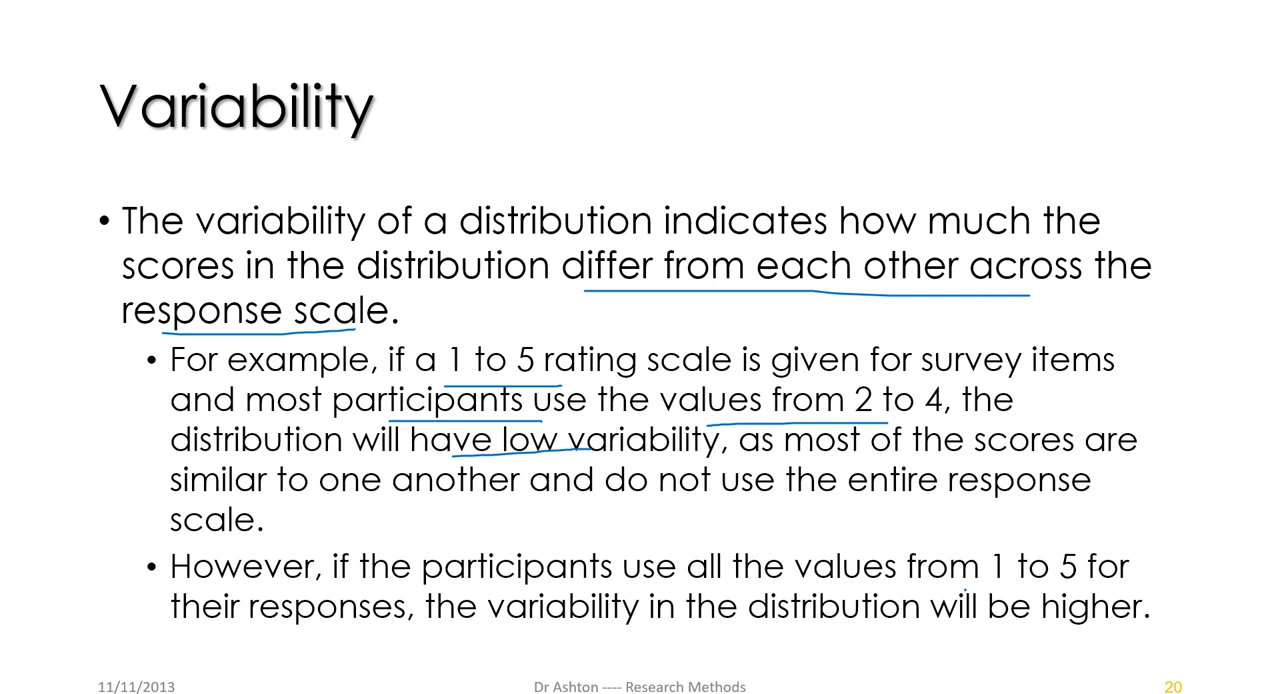 Variability
• The variability of a distribution indicates how much the
scores in the distribution differ from each other across the
response scale.
• For example, if a 1 to 5 rating scale is given for survey items
and most participants use the values from 2 to 4, the
distribution will have low variability, as most of the scores are
similar to one another and do not use the entire response
scale.
• However, if the participants use all the values from 1 to 5 for
their responses, the variability in the distribution will be higher.
11/11/2013 Dr Ashton ---- Research Methods 20